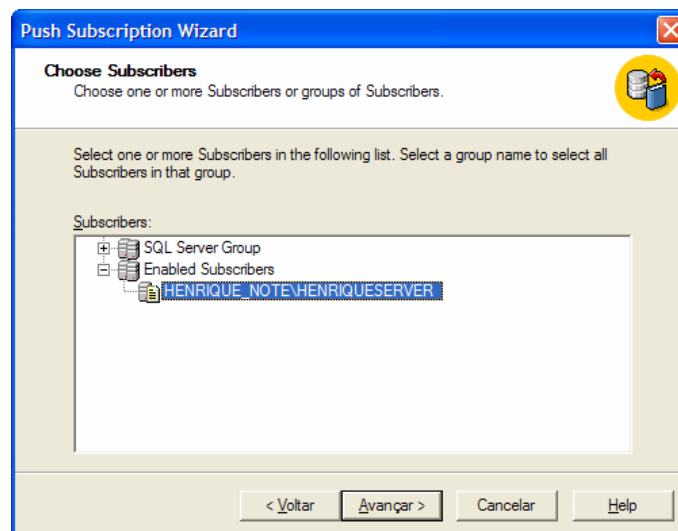 Push Subscription Wizard
Choose Subscribers
Choose one or more Subscribers or groups of Subscribers.
Select one or more Subscribers in the following list. Select a group name to select all
Subscribers in that group.
Subscribers:
SQL Server Group
Enabled Subscribers
HENRIQUE_NOTE\HENRIQUESERVER
< Voltar
Avançar >
Cancelar
Help